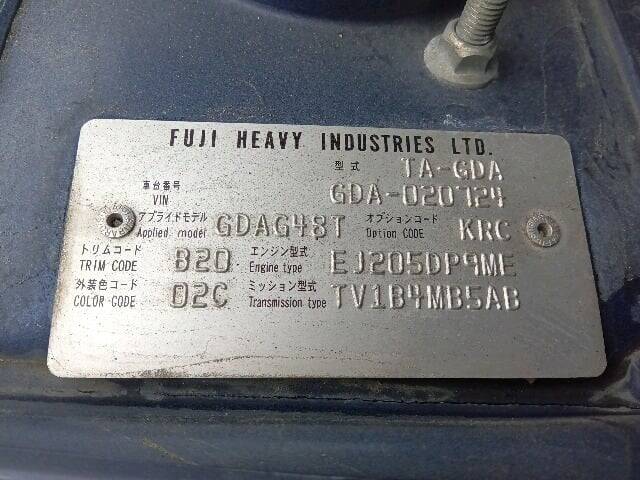 FUJI HEAVY INDUSTRIES LTD.
型式 TA-GDA
車台番号 VIN GDA-020724
アプライドモデル Applied model GDAG48T オプションコード Option CODE KRC
トリムコード TRIM CODE B20 エンジン型式 Engine type EJ205DP9ME
外装色コード COLOR CODE 02C ミッション型式 Transmission type TV1B4MB5AB